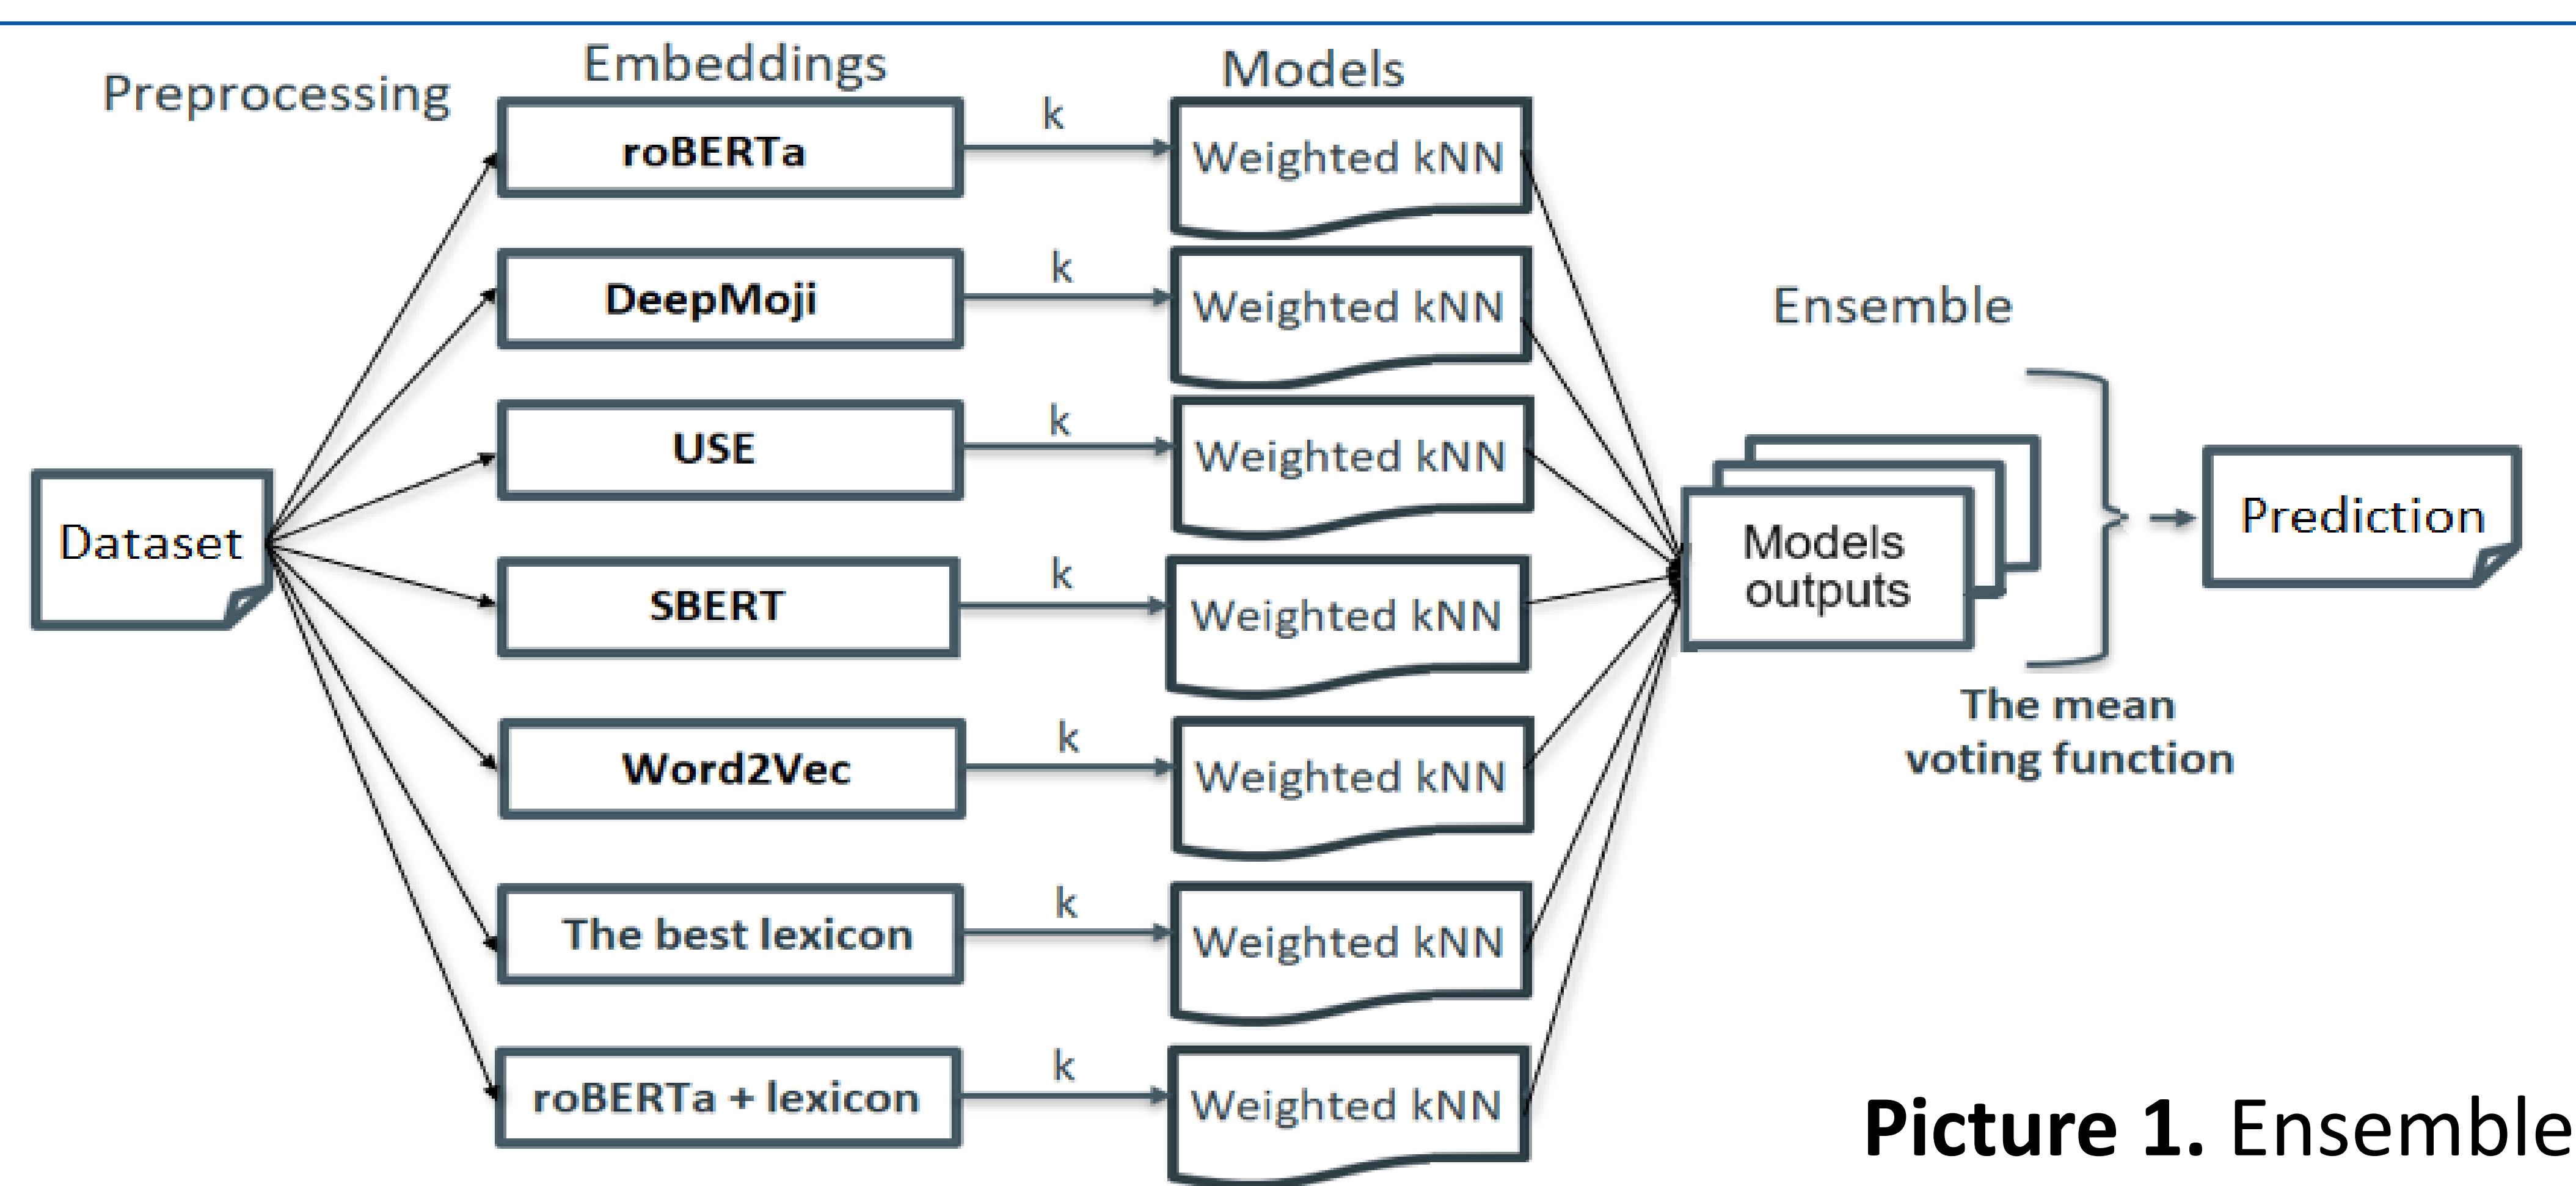 Preprocessing
Embeddings
Models
roBERTa
k
Weighted kNN
DeepMoji
k
Weighted kNN
USE
k
Weighted kNN
SBERT
k
Weighted kNN
Word2Vec
k
Weighted kNN
The best lexicon
k
Weighted kNN
roBERTa + lexicon
k
Weighted kNN
Dataset
Ensemble
Models
outputs
The mean
voting function
Prediction
Picture 1. Ensemble